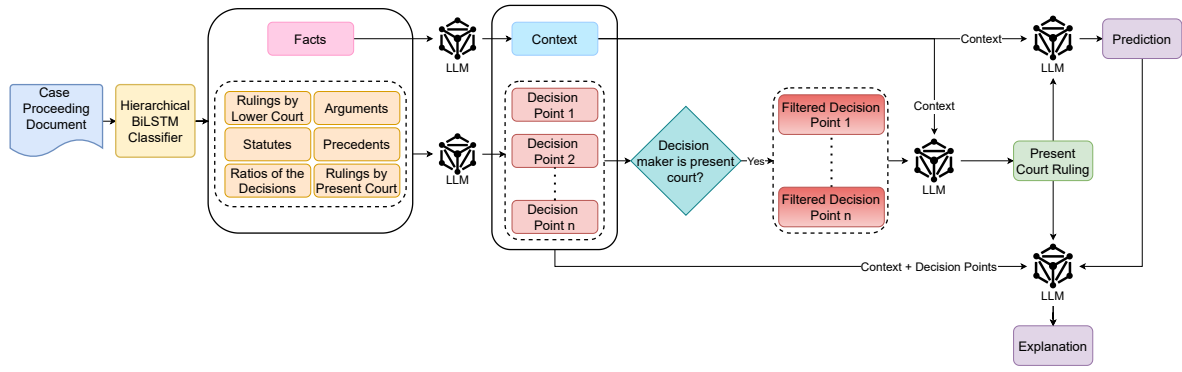 Case
Proceeding
Document
Hierarchical
BiLSTM
Classifier
Facts
Rulings by
Lower Court
Arguments
Statutes
Precedents
Ratios of the
Decisions
Rulings by
Present Court
LLM
LLM
Context
Decision
Point 1
Decision
Point 2
Decision
Point n
Decision
maker is present
court?
Yes
Filtered Decision
Point 1
Filtered Decision
Point n
Context
LLM
Context
LLM
Prediction
Present
Court Ruling
Context + Decision Points
LLM
Explanation